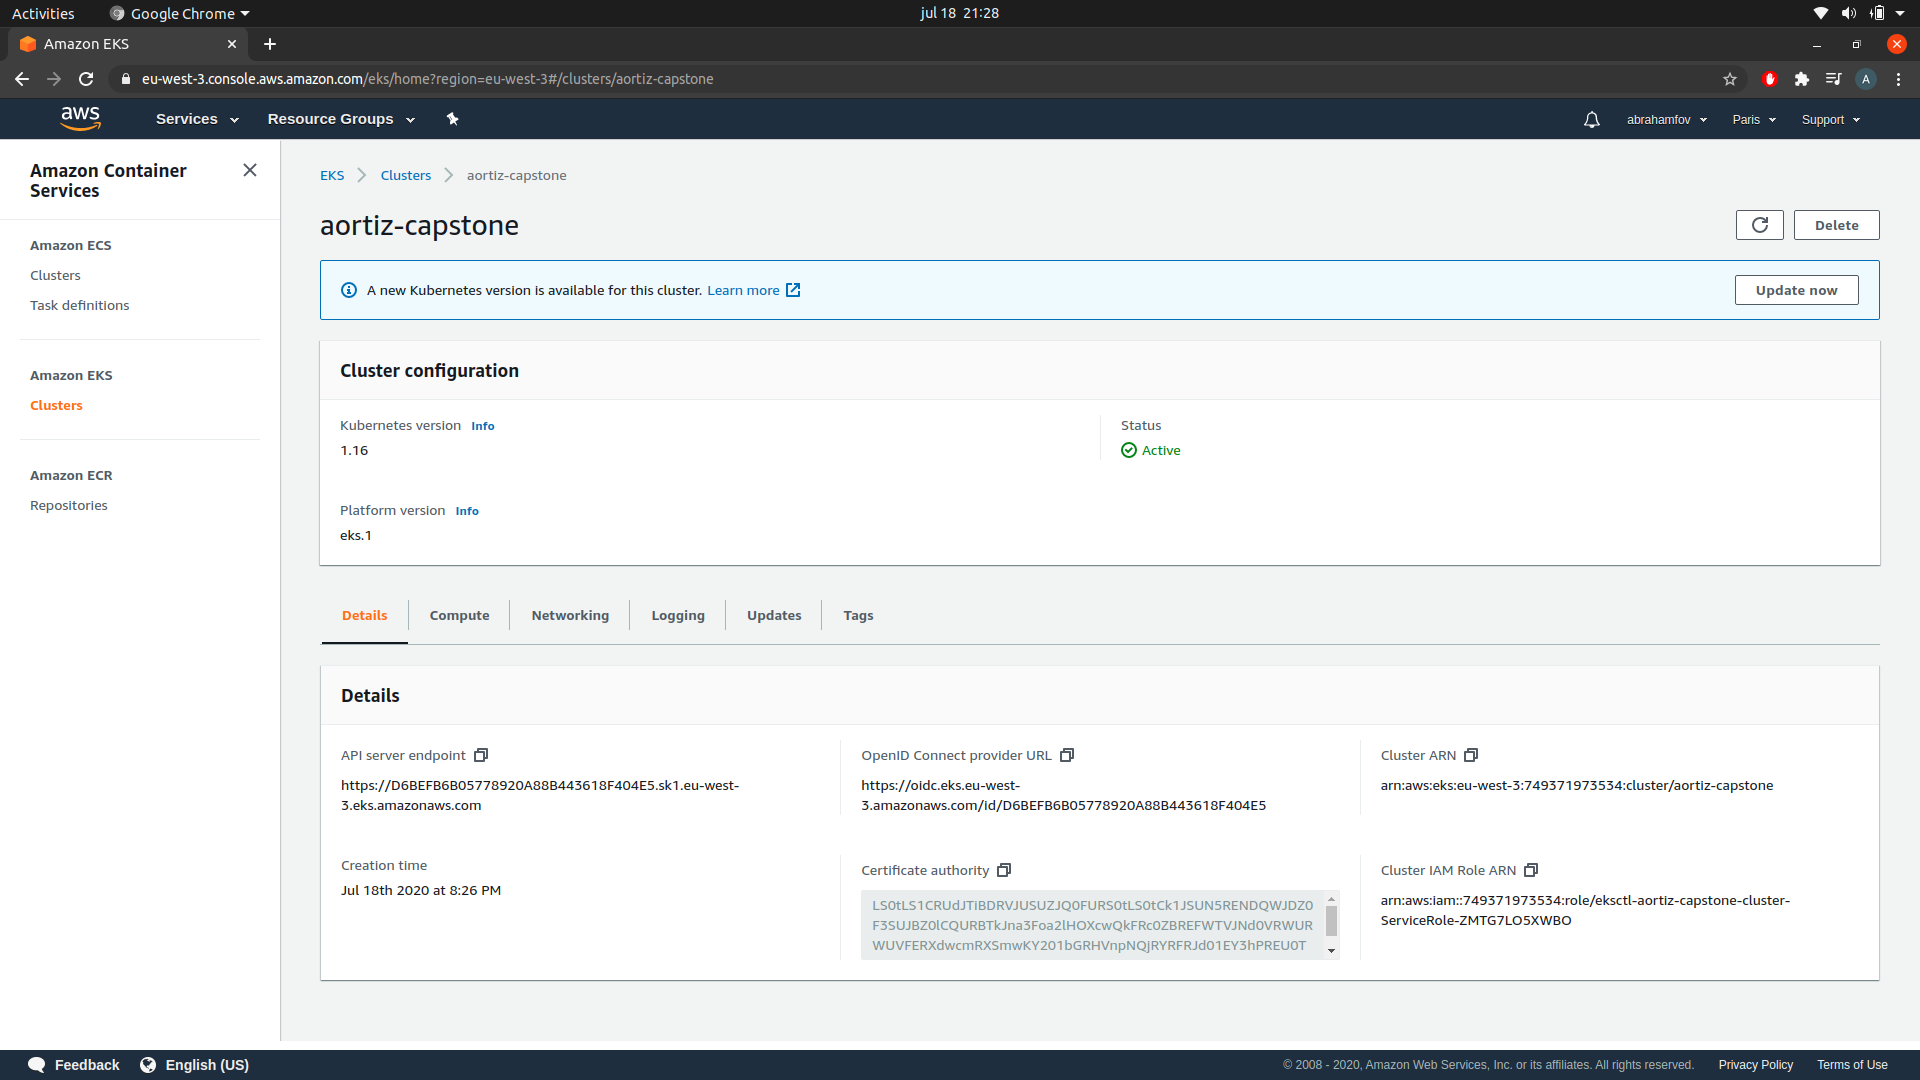 Activities
Google Chrome
jul 18 21:28
Amazon EKS
eu-west-3.console.aws.amazon.com/eks/home?region=eu-west-3#/clusters/aortiz-capstone
A
aws
Services
Resource Groups
abrahamfov
Paris
Support
Amazon Container
Services
Amazon ECS
Clusters
Task definitions
Amazon EKS
Clusters
Amazon ECR
Repositories
EKS
Clusters
aortiz-capstone
aortiz-capstone
Delete
A new Kubernetes version is available for this cluster. Learn more
Update now
Cluster configuration
Kubernetes version Info
1.16
Status
Active
Platform version Info
eks.1
Details
Compute
Networking
Logging
Updates
Tags
Details
API server endpoint
https://D6BEFB6B05778920A88B443618F404E5.sk1.eu-west-
3.eks.amazonaws.com
OpenID Connect provider URL
https://oidc.eks.eu-west-
3.amazonaws.com/id/D6BEFB6B05778920A88B443618F404E5
Cluster ARN
arn:aws:eks:eu-west-3:749371973534:cluster/aortiz-capstone
Creation time
Jul 18th 2020 at 8:26 PM
Certificate authority
LS0tLS1CRUdJTiBDRVJUSUZJQ0FURS0tLS0tCk1JSUN5RENDQWJDZ0
F3SUJBZ0lCQURBTkJna3Foa2lHOXcwQkFRc0ZBREFWTVJNd0VRWUR
WUVFERXdwcmRXSmwKY201bGRHVnpNQjRYRFRJd01EY3hPREU0T
Cluster IAM Role ARN
arn:aws:iam::749371973534:role/eksctl-aortiz-capstone-cluster-
ServiceRole-ZMTG7LO5XWBO
Feedback
English (US)
© 2008 - 2020, Amazon Web Services, Inc. or its affiliates. All rights reserved.
Privacy Policy
Terms of Use